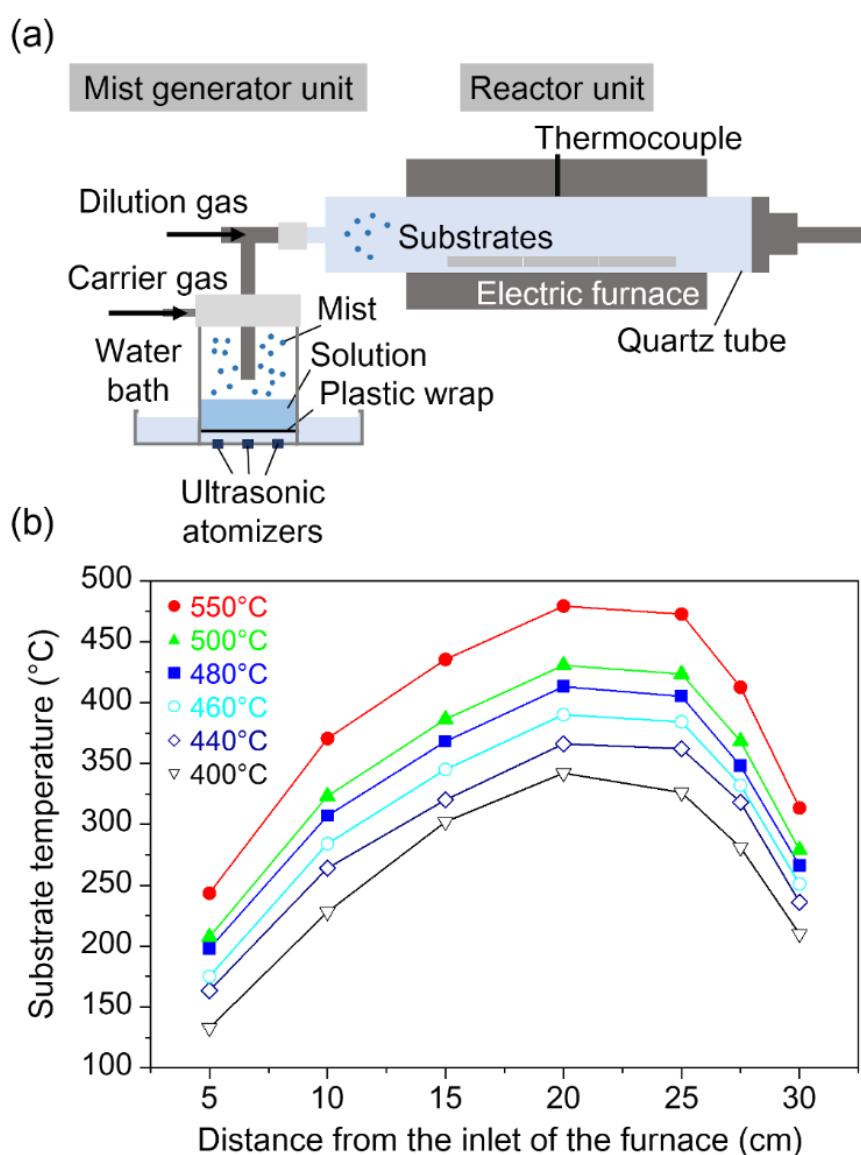 (a)
Mist generator unit
Reactor unit
Thermocouple
Dilution gas
Substrates
Carrier gas
Electric furnace
Mist
Quartz tube
Water
bath
Solution
Plastic wrap
Ultrasonic
atomizers
(b)
500
450
400
350
300
250
200
150
100
Substrate temperature (°C)
550°C
500°C
480°C
460°C
440°C
400°C
5
10
15
20
25
30
Distance from the inlet of the furnace (cm)